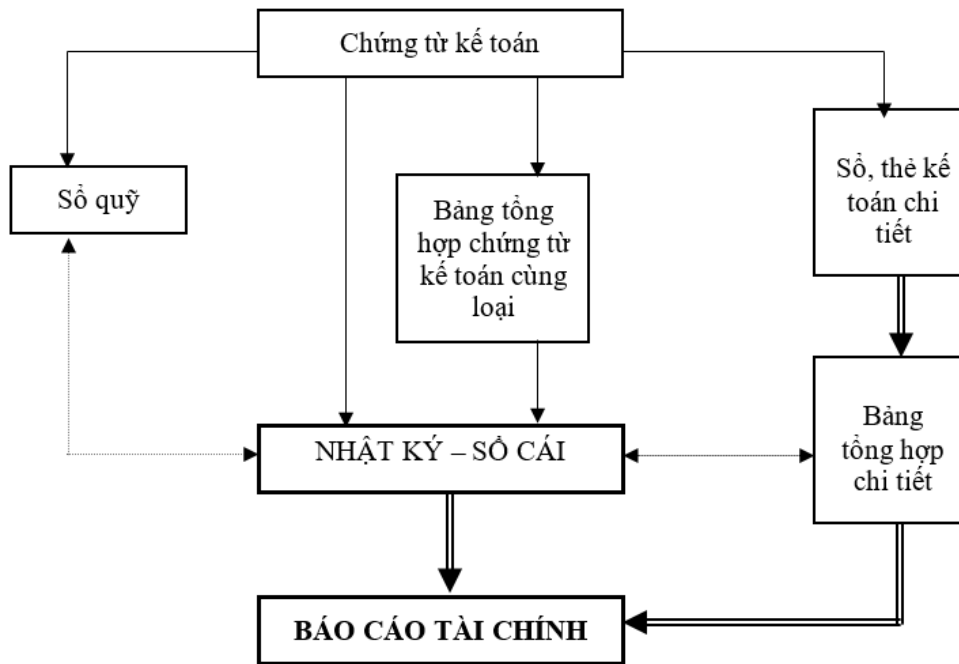 Chứng từ kế toán
Sổ quỹ
Bảng tổng
hợp chứng từ
kế toán cùng
loại
Sổ, thẻ kế
toán chi
tiết
NHẬT KÝ – SỔ CÁI
Bảng
tổng hợp
chi tiết
BÁO CÁO TÀI CHÍNH